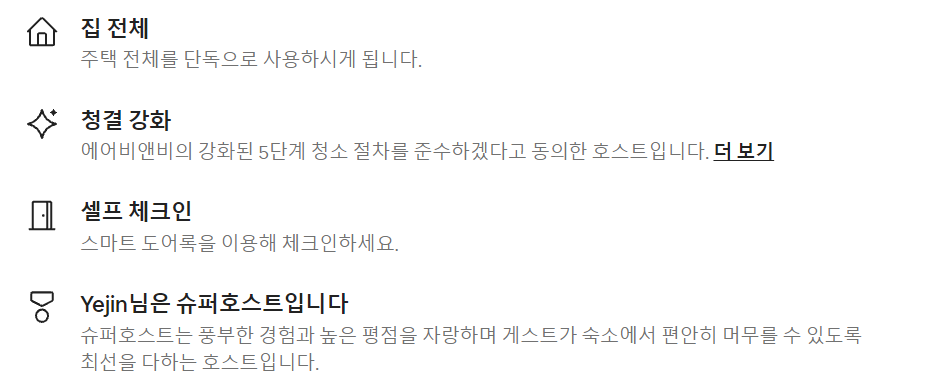 집 전체
주택 전체를 단독으로 사용하시게 됩니다.
청결 강화
에어비앤비의 강화된 5단계 청소 절차를 준수하겠다고 동의한 호스트입니다. 더 보기
셀프 체크인
스마트 도어록을 이용해 체크인하세요.
Yejin님은 슈퍼호스트입니다
슈퍼호스트는 풍부한 경험과 높은 평점을 자랑하며 게스트가 숙소에서 편안히 머무를 수 있도록
최선을 다하는 호스트입니다.